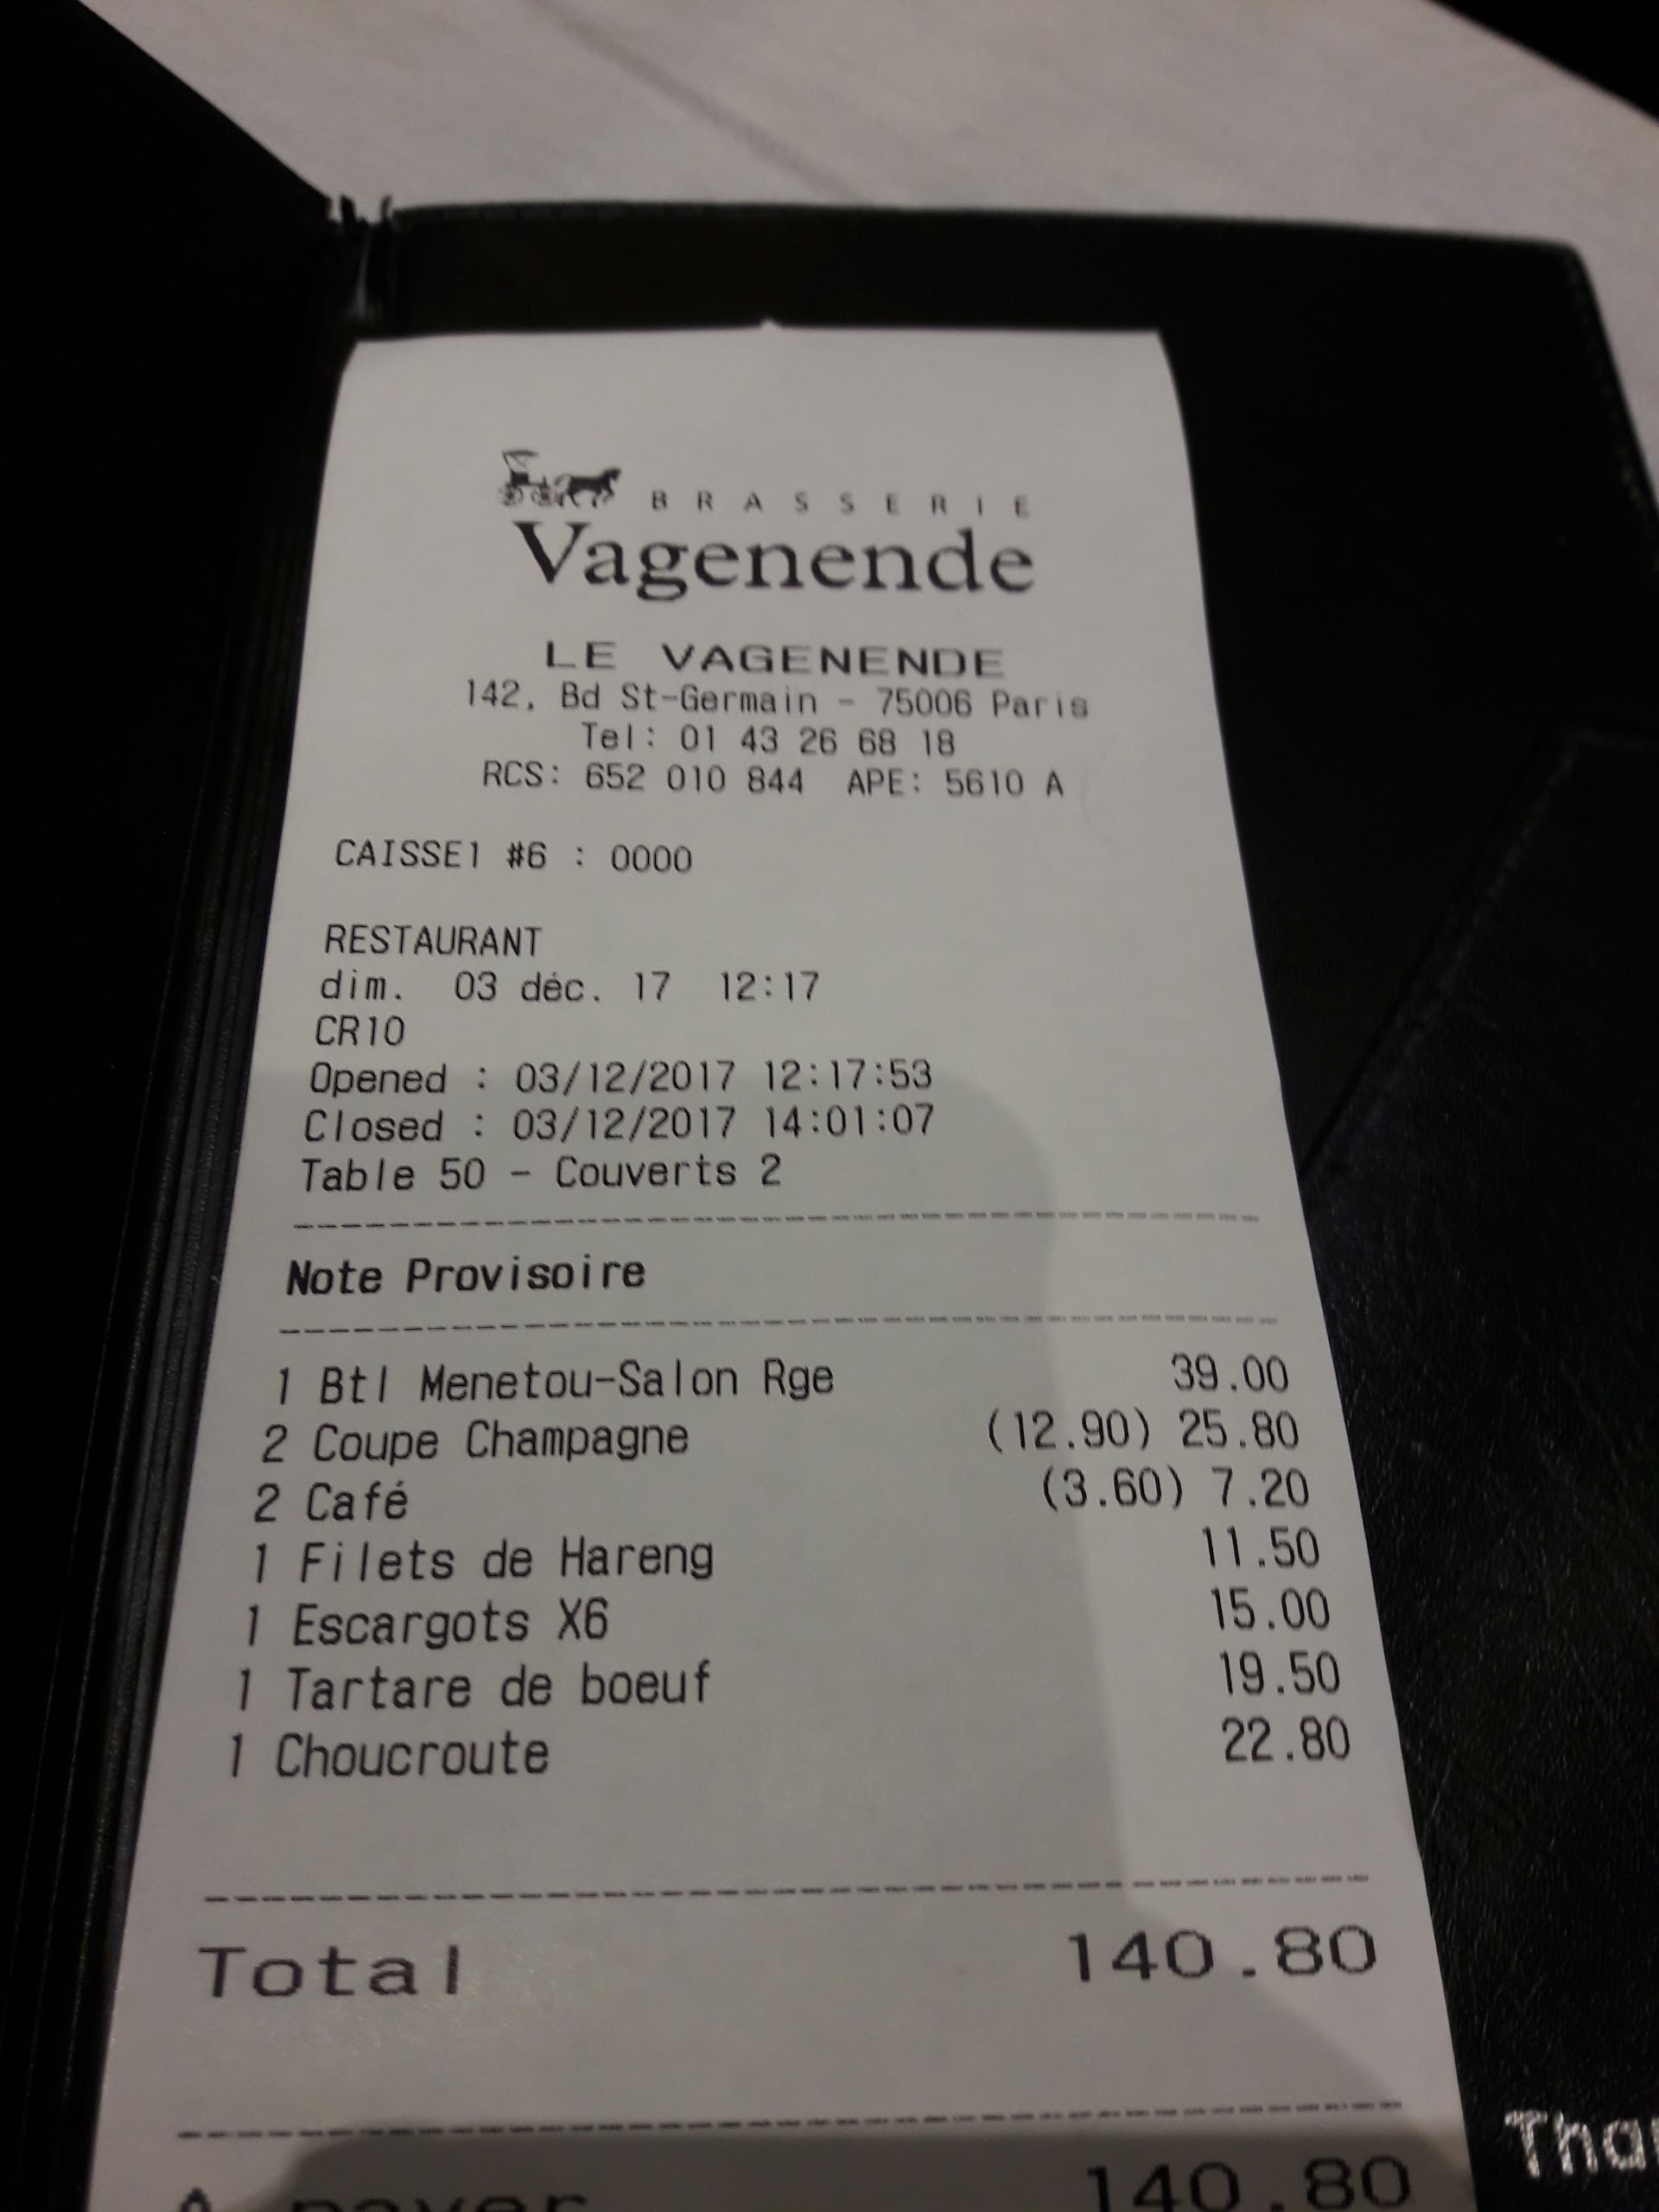 BRASSERIE
Vagenende
LE VAGENENDE
142, Bd St-Germain - 75006 Paris
Tel: 01 43 26 68 18
RCS: 652 010 844 APE: 5610 A
CAISSE1 #6 : 0000
RESTAURANT
dim. 03 déc. 17 12:17
CR10
Opened : 03/12/2017 12:17:53
Closed : 03/12/2017 14:01:07
Table 50 - Couverts 2
Note Provisoire
1 Btl Menetou-Salon Rge 39.00
2 Coupe Champagne (12.90) 25.80
2 Café (3.60) 7.20
1 Filets de Hareng 11.50
1 Escargots X6 15.00
1 Tartare de boeuf 19.50
1 Choucroute 22.80
Total 140.80
A payer 140.80